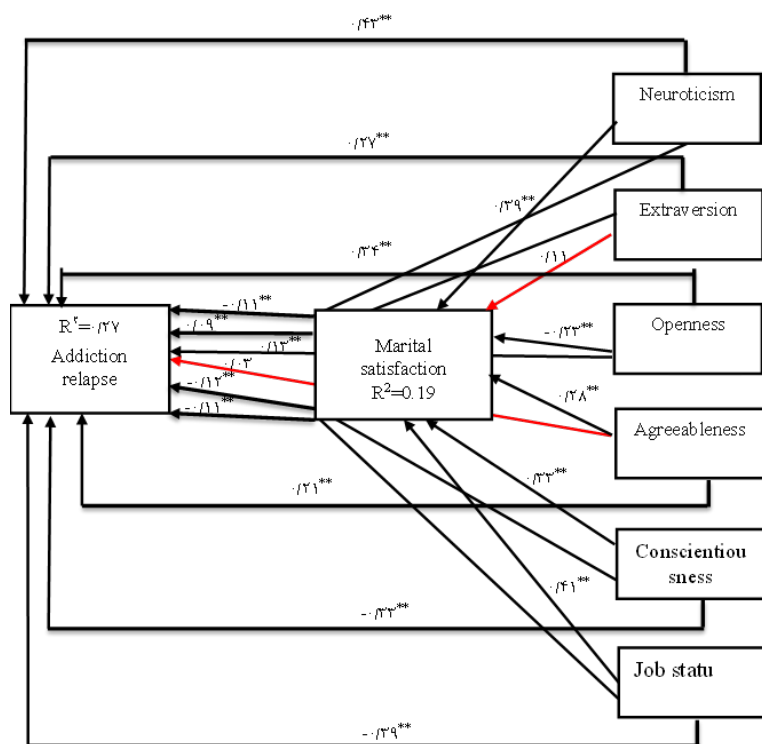 ۰/۴۳**
Neuroticism
۰/۲۷**
۰/۳۹**
Extraversion
۰/۳۴**
۰/۱۱
-۰/۱۱**
R²=۰/۲۷
۰/۰۹**
Openness
-۰/۲۳**
۰/۱۳**
Addiction
relapse
۰/۰۳
Marital
satisfaction
R²=0.19
-۰/۱۲**
۰/۲۸**
-۰/۱۱**
Agreeableness
۰/۲۱**
۰/۳۳**
Conscientiou
sness
۰/۴۱**
-۰/۳۳**
Job statu
-۰/۳۹**